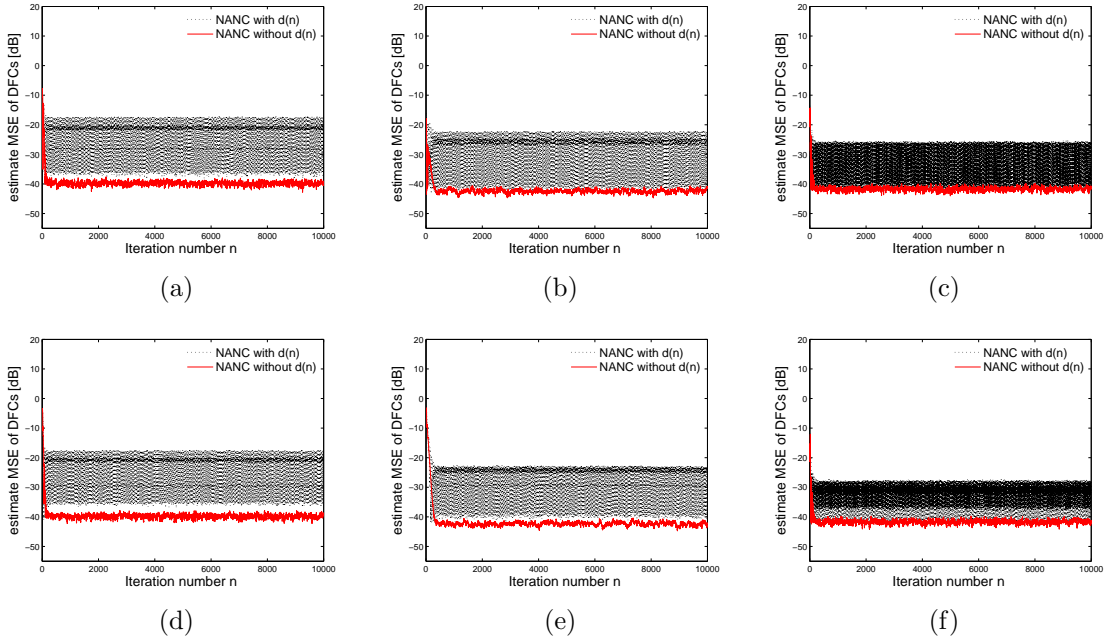 20
10
0
−10
−20
−30
−40
−50
estimate MSE of DFCs [dB]
NANC with d(n)
NANC without d(n)
0 2000 4000 6000 8000 10000
Iteration number n
(a)
20
10
0
−10
−20
−30
−40
−50
estimate MSE of DFCs [dB]
NANC with d(n)
NANC without d(n)
0 2000 4000 6000 8000 10000
Iteration number n
(b)
20
10
0
−10
−20
−30
−40
−50
estimate MSE of DFCs [dB]
NANC with d(n)
NANC without d(n)
0 2000 4000 6000 8000 10000
Iteration number n
(c)
20
10
0
−10
−20
−30
−40
−50
estimate MSE of DFCs [dB]
NANC with d(n)
NANC without d(n)
0 2000 4000 6000 8000 10000
Iteration number n
(d)
20
10
0
−10
−20
−30
−40
−50
estimate MSE of DFCs [dB]
NANC with d(n)
NANC without d(n)
0 2000 4000 6000 8000 10000
Iteration number n
(e)
20
10
0
−10
−20
−30
−40
−50
estimate MSE of DFCs [dB]
NANC with d(n)
NANC without d(n)
0 2000 4000 6000 8000 10000
Iteration number n
(f)